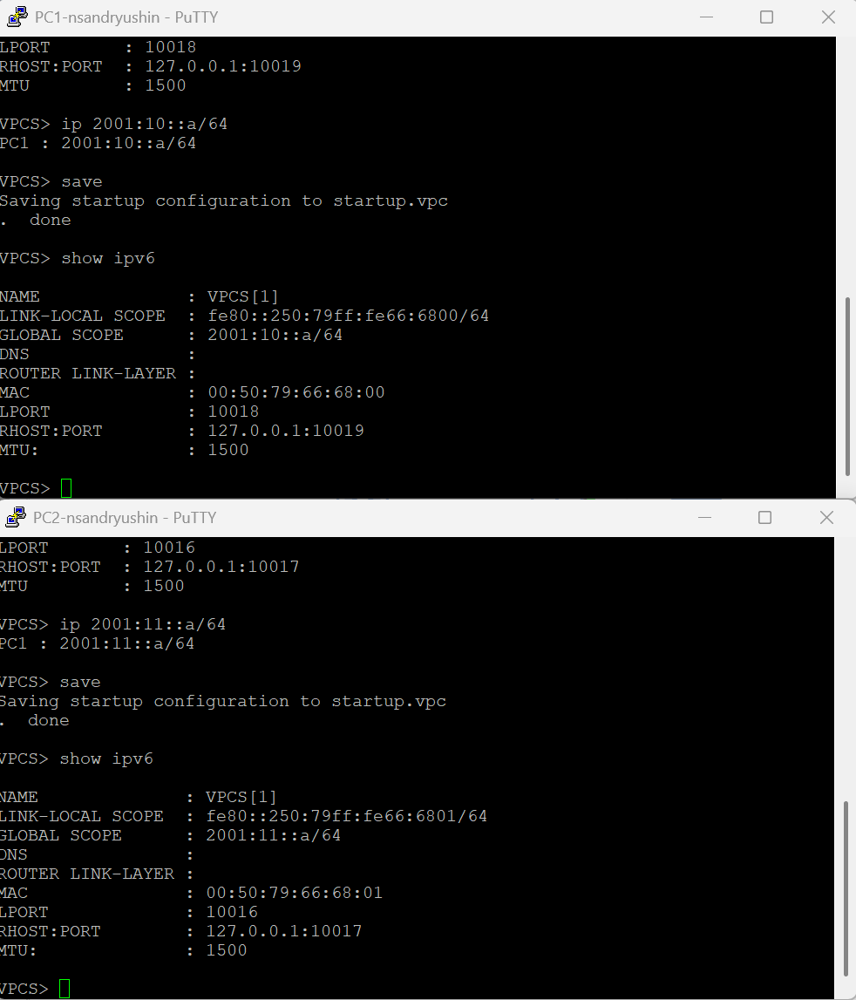 PC1-nsandryushin - PuTTY
LPORT       : 10018
RHOST:PORT  : 127.0.0.1:10019
MTU         : 1500
VPCS> ip 2001:10::a/64
PC1 : 2001:10::a/64
VPCS> save
Saving startup configuration to startup.vpc
.  done
VPCS> show ipv6
NAME              : VPCS[1]
LINK-LOCAL SCOPE  : fe80::250:79ff:fe66:6800/64
GLOBAL SCOPE      : 2001:10::a/64
DNS               :
ROUTER LINK-LAYER :
MAC               : 00:50:79:66:68:00
LPORT             : 10018
RHOST:PORT        : 127.0.0.1:10019
MTU:              : 1500
VPCS>
PC2-nsandryushin - PuTTY
LPORT       : 10016
RHOST:PORT  : 127.0.0.1:10017
MTU         : 1500
VPCS> ip 2001:11::a/64
PC1 : 2001:11::a/64
VPCS> save
Saving startup configuration to startup.vpc
.  done
VPCS> show ipv6
NAME              : VPCS[1]
LINK-LOCAL SCOPE  : fe80::250:79ff:fe66:6801/64
GLOBAL SCOPE      : 2001:11::a/64
DNS               :
ROUTER LINK-LAYER :
MAC               : 00:50:79:66:68:01
LPORT             : 10016
RHOST:PORT        : 127.0.0.1:10017
MTU:              : 1500
VPCS>